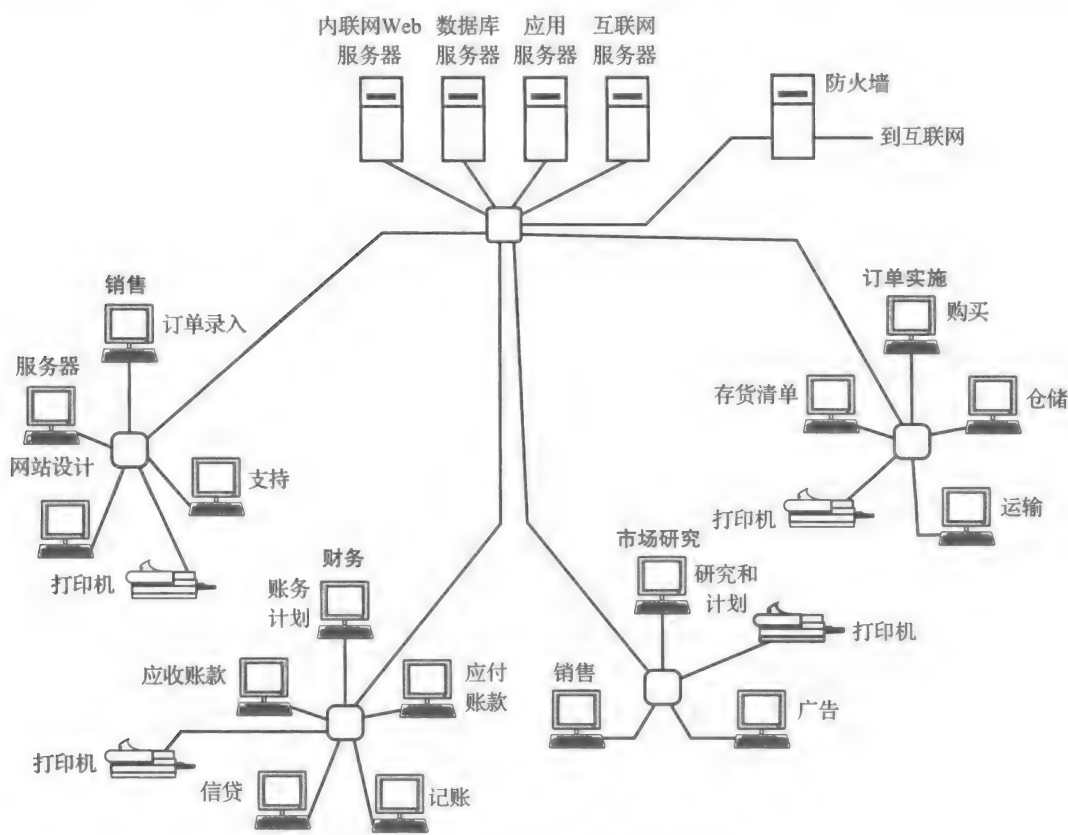 内联网Web
服务器
数据库
服务器
应用
服务器
互联网
服务器
防火墙
到互联网
销售
订单录入
服务器
网站设计
支持
打印机
订单实施
购买
存货清单
仓储
打印机
运输
财务
账务
计划
应收账款
应付
账款
打印机
信贷
记账
市场研究
研究和
计划
打印机
销售
广告